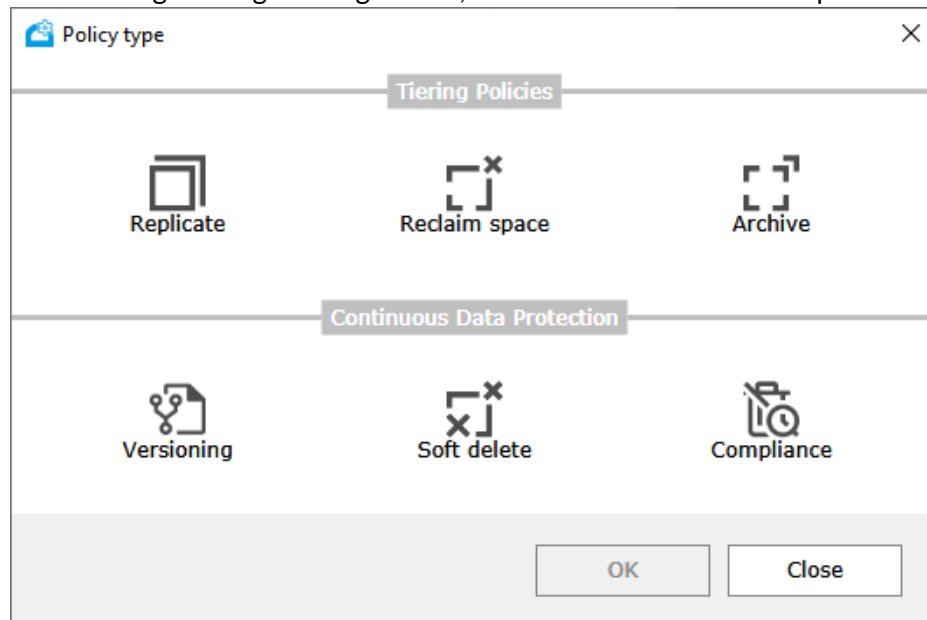 Policy type
Tiering Policies
Replicate
Reclaim space
Archive
Continuous Data Protection
Versioning
Soft delete
Compliance
OK
Close